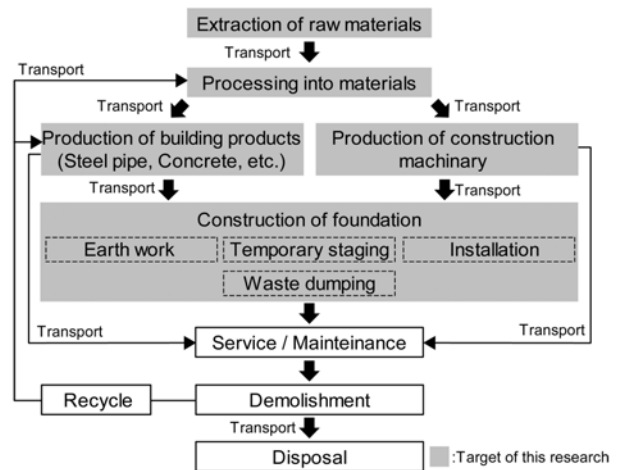 Extraction of raw materials
Transport
Transport
Processing into materials
Transport
Transport
Production of building products
(Steel pipe, Concrete, etc.)
Production of construction
machinary
Transport
Transport
Construction of foundation
Earth work
Temporary staging
Installation
Waste dumping
Transport
Transport
Service / Mainteinance
Recycle
Demolishment
Transport
Disposal
:Target of this research